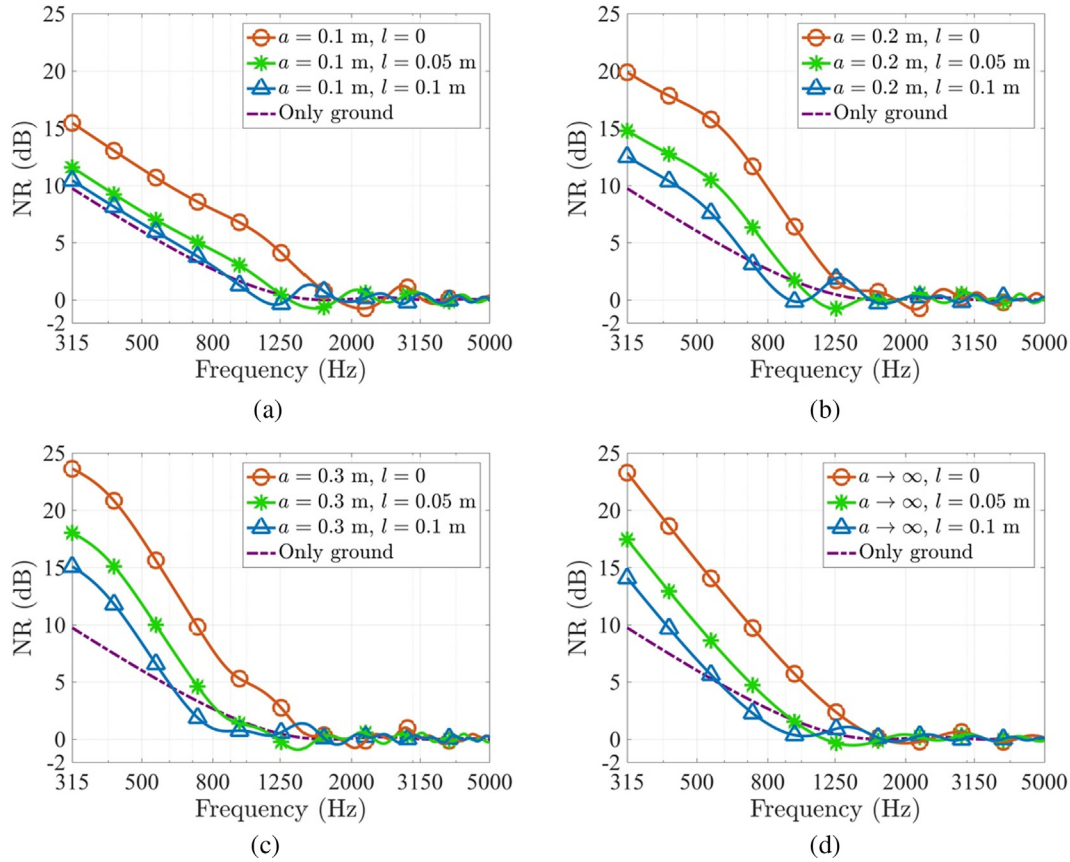 25
20
15
10
5
0
-2
NR (dB)
a = 0.1 m, l = 0
a = 0.1 m, l = 0.05 m
a = 0.1 m, l = 0.1 m
Only ground
315 500 800 1250 2000 3150 5000
Frequency (Hz)
(a)
25
20
15
10
5
0
-2
NR (dB)
a = 0.2 m, l = 0
a = 0.2 m, l = 0.05 m
a = 0.2 m, l = 0.1 m
Only ground
315 500 800 1250 2000 3150 5000
Frequency (Hz)
(b)
25
20
15
10
5
0
-2
NR (dB)
a = 0.3 m, l = 0
a = 0.3 m, l = 0.05 m
a = 0.3 m, l = 0.1 m
Only ground
315 500 800 1250 2000 3150 5000
Frequency (Hz)
(c)
25
20
15
10
5
0
-2
NR (dB)
a → ∞, l = 0
a → ∞, l = 0.05 m
a → ∞, l = 0.1 m
Only ground
315 500 800 1250 2000 3150 5000
Frequency (Hz)
(d)